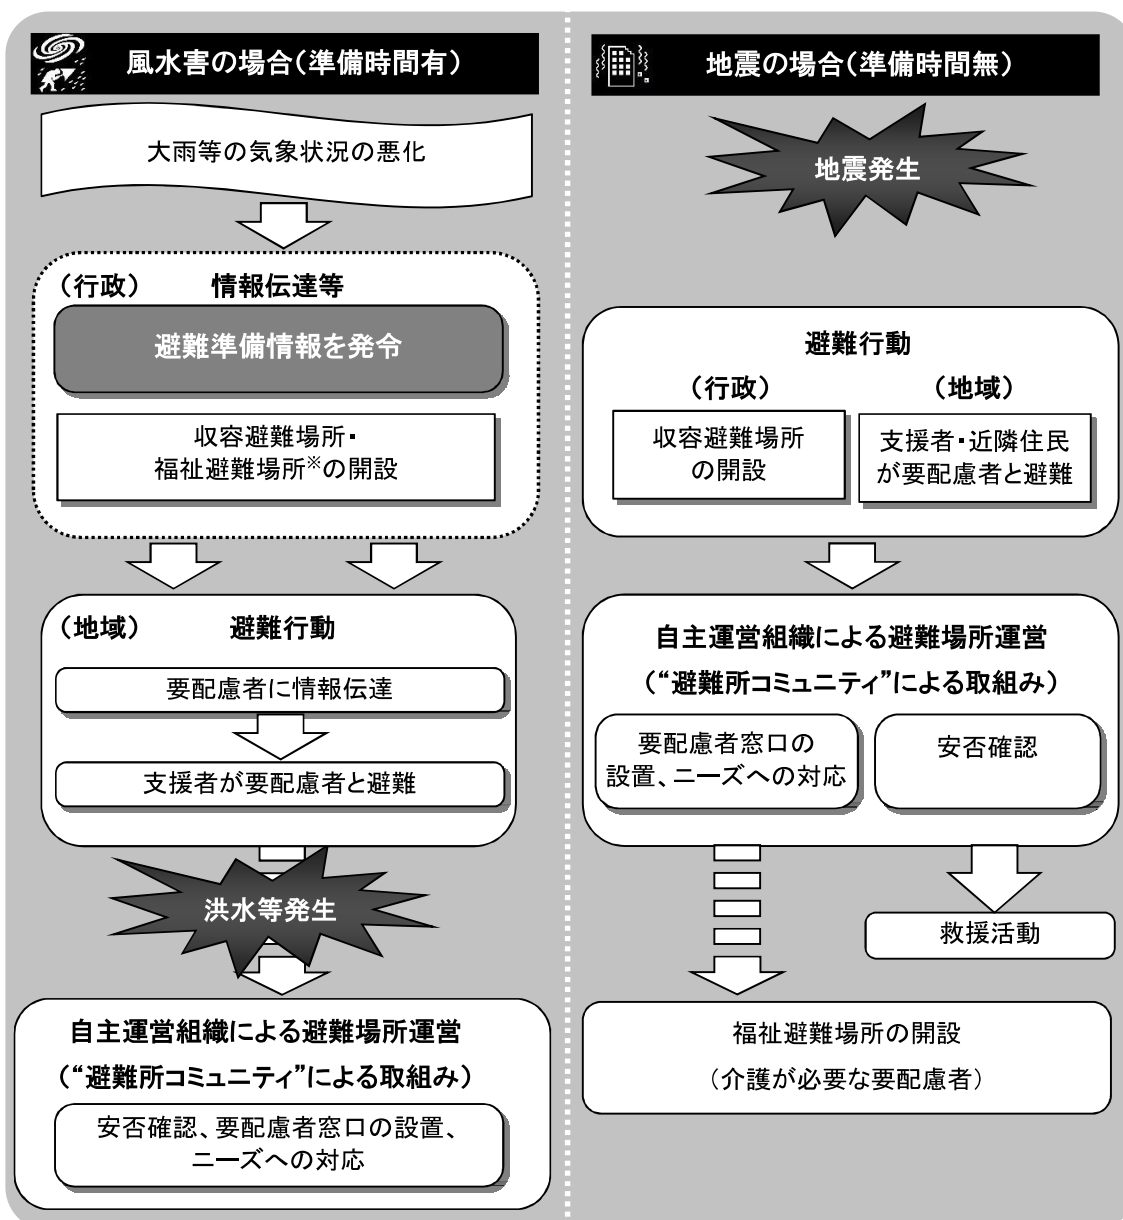 風水害の場合(準備時間有)
大雨等の気象状況の悪化
(行政) 情報伝達等
避難準備情報を発令
収容避難場所・
福祉避難場所※の開設
(地域) 避難行動
要配慮者に情報伝達
支援者が要配慮者と避難
洪水等発生
自主運営組織による避難場所運営
(“避難所コミュニティ”による取組み)
安否確認、要配慮者窓口の設置、
ニーズへの対応
地震の場合(準備時間無)
地震発生
避難行動
(行政)
収容避難場所
の開設
(地域)
支援者・近隣住民
が要配慮者と避難
自主運営組織による避難場所運営
(“避難所コミュニティ”による取組み)
要配慮者窓口の
設置、ニーズへの対応
安否確認
救援活動
福祉避難場所の開設
(介護が必要な要配慮者)